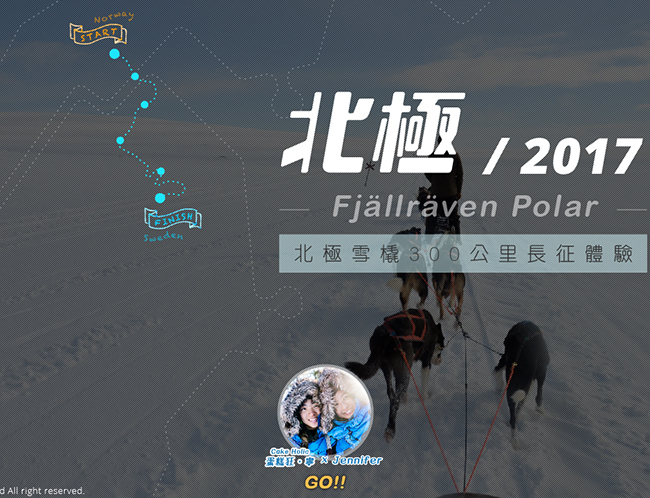 Norway
START
北極 / 2017
Fjällräven Polar
北極雪橇300公里長征體驗
FINISH
Sweden
Cake Hollo
蛋糕狂·寧 × Jennifer
GO!!
d All right reserved.